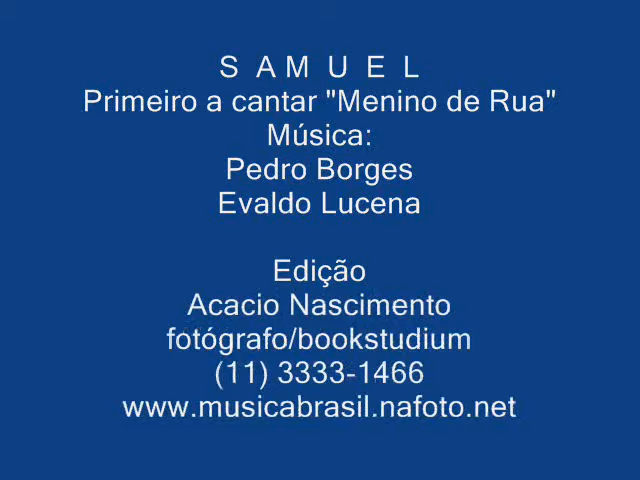 S A M U E L
Primeiro a cantar "Menino de Rua"
Música:
Pedro Borges
Evaldo Lucena
Edição
Acacio Nascimento
fotógrafo/bookstudium
(11) 3333-1466
www.musicabrasil.nafoto.net